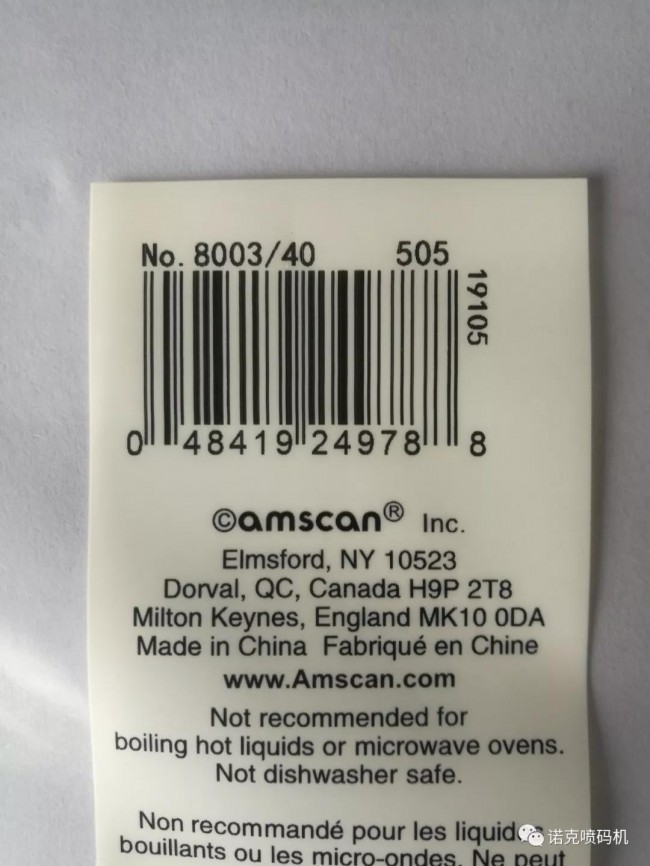 No. 8003/40 505
19105
0 48419 24978 8
©amscan® Inc.
Elmsford, NY 10523
Dorval, QC, Canada H9P 2T8
Milton Keynes, England MK10 0DA
Made in China Fabriqué en Chine
www.Amscan.com
Not recommended for
boiling hot liquids or microwave ovens.
Not dishwasher safe.
Non recommandé pour les liquides
bouillants ou les micro-ondes. Ne peut
诺克喷码机